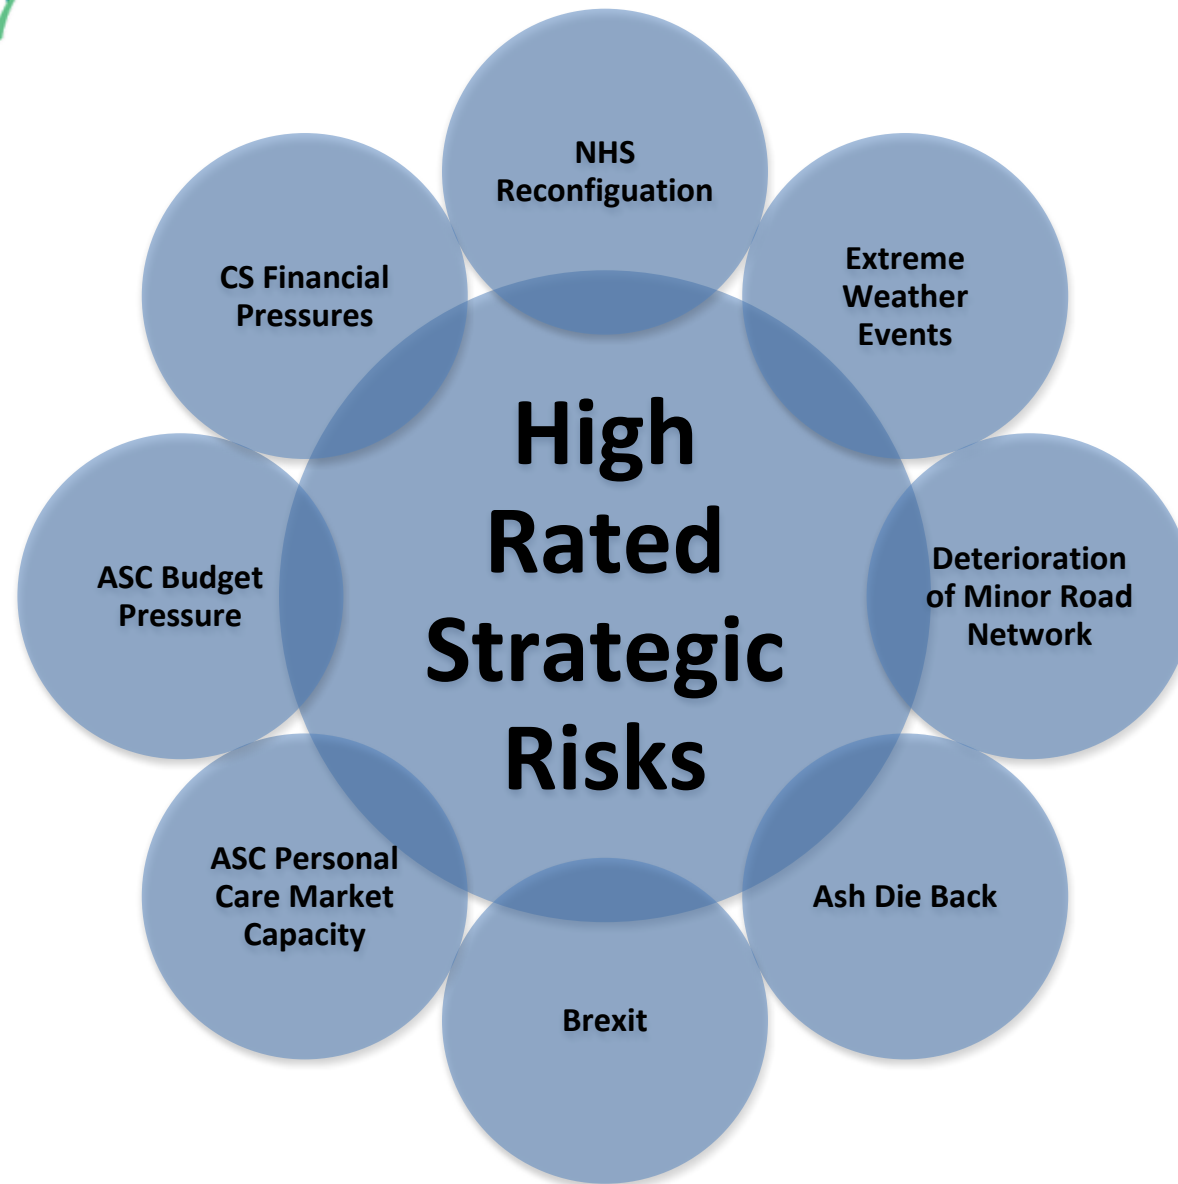 NHS
Reconfiguation
Extreme
Weather
Events
Deterioration
of Minor Road
Network
Ash Die Back
Brexit
ASC Personal
Care Market
Capacity
ASC Budget
Pressure
CS Financial
Pressures
High
Rated
Strategic
Risks